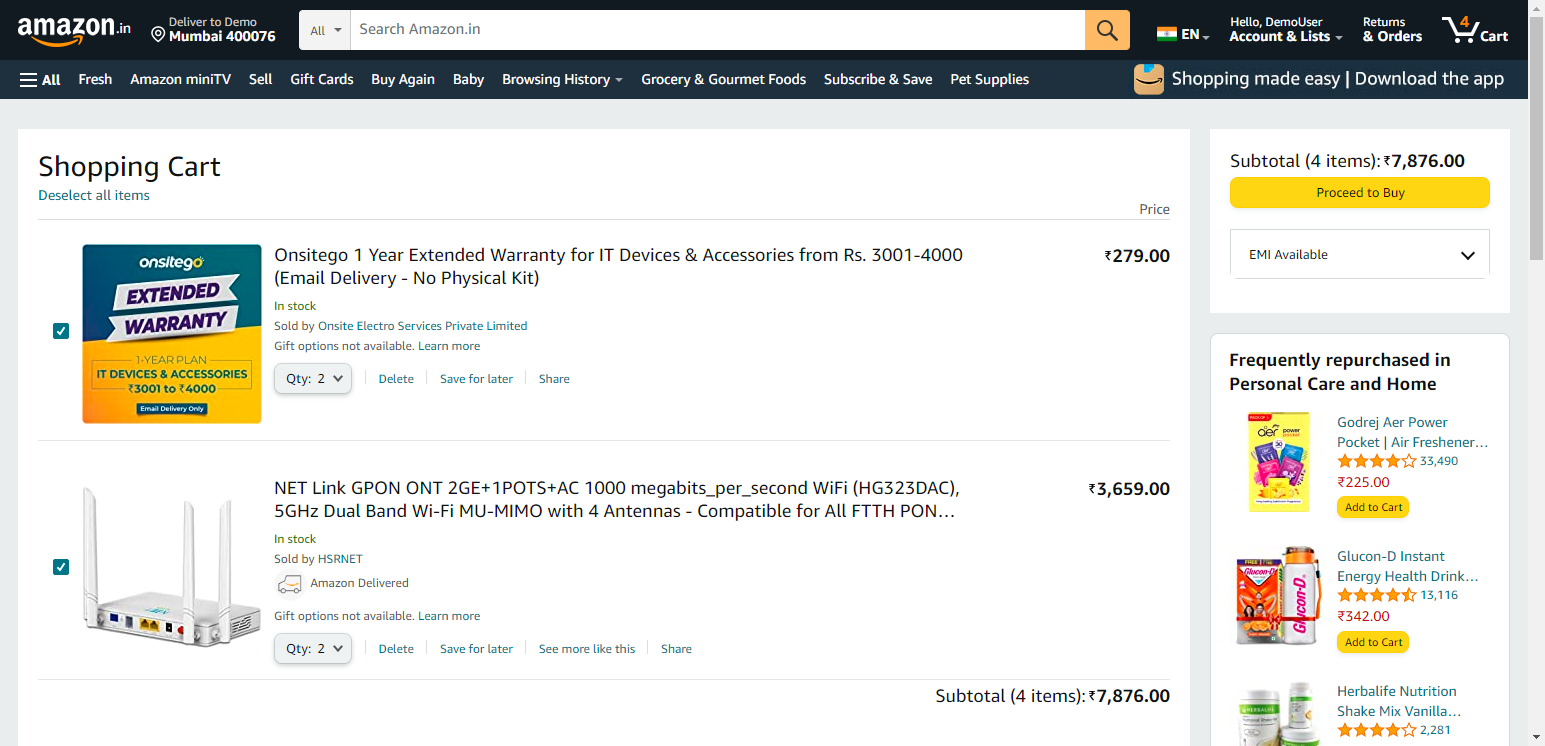 amazon.in
Deliver to Demo
Mumbai 400076
All
Search Amazon.in
EN
Hello, DemoUser
Account & Lists
Returns
& Orders
4
Cart
All
Fresh
Amazon miniTV
Sell
Gift Cards
Buy Again
Baby
Browsing History
Grocery & Gourmet Foods
Subscribe & Save
Pet Supplies
Shopping made easy | Download the app
Shopping Cart
Deselect all items
Price
onsitego
EXTENDED
WARRANTY
1-YEAR PLAN
IT DEVICES & ACCESSORIES
₹3001 to ₹4000
Email Delivery Only
Onsitego 1 Year Extended Warranty for IT Devices & Accessories from Rs. 3001-4000
(Email Delivery - No Physical Kit)
₹279.00
In stock
Sold by Onsite Electro Services Private Limited
Gift options not available. Learn more
Qty: 2
Delete
Save for later
Share
NET Link GPON ONT 2GE+1POTS+AC 1000 megabits_per_second WiFi (HG323DAC),
5GHz Dual Band Wi-Fi MU-MIMO with 4 Antennas - Compatible for All FTTH PON…
₹3,659.00
In stock
Sold by HSRNET
Amazon Delivered
Gift options not available. Learn more
Qty: 2
Delete
Save for later
See more like this
Share
Subtotal (4 items): ₹7,876.00
Subtotal (4 items): ₹7,876.00
Proceed to Buy
EMI Available
Frequently repurchased in
Personal Care and Home
aer power
pocket
Godrej Aer Power
Pocket | Air Freshener…
33,490
₹225.00
Add to Cart
Glucon-D
Glucon-D
Glucon-D Instant
Energy Health Drink…
13,116
₹342.00
Add to Cart
HERBALIFE
Herbalife Nutrition
Shake Mix Vanilla…
2,281